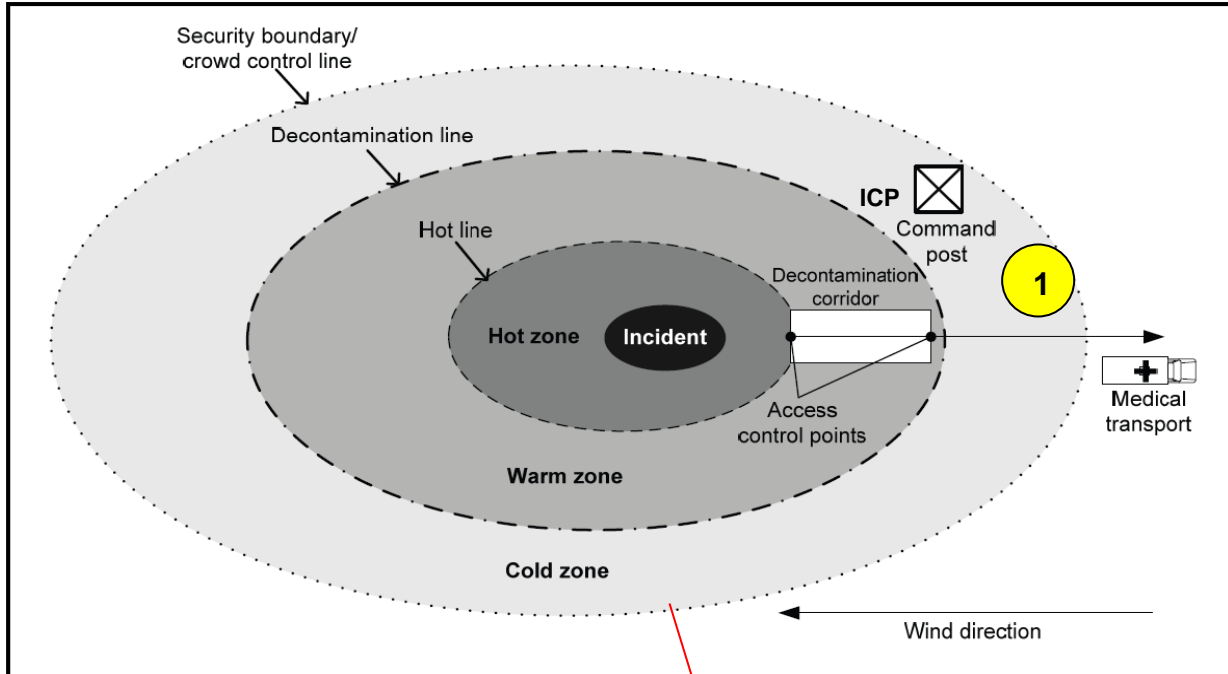 Security boundary/
crowd control line
Decontamination line
ICP
Command
post
Hot line
Decontamination
corridor
1
Hot zone
Incident
Access
control points
Medical
transport
Warm zone
Cold zone
Wind direction